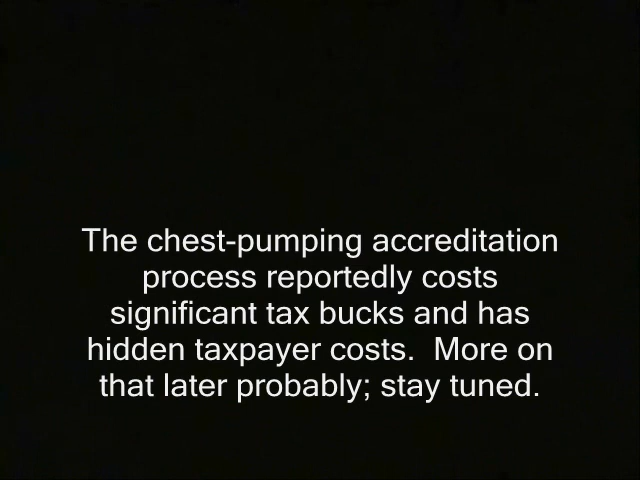 The chest-pumping accreditation
process reportedly costs
significant tax bucks and has
hidden taxpayer costs.  More on
that later probably; stay tuned.